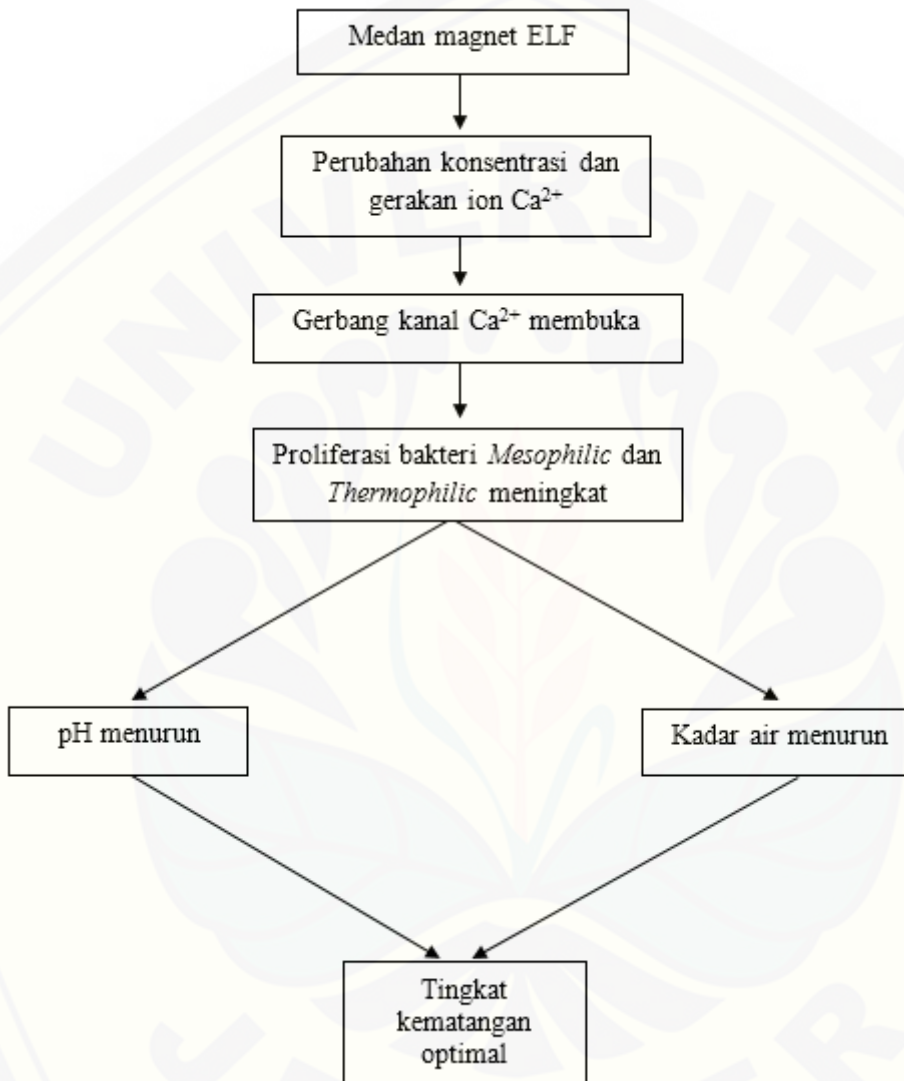 Medan magnet ELF
Perubahan konsentrasi dan
gerakan ion Ca²⁺
Gerbang kanal Ca²⁺ membuka
Proliferasi bakteri Mesophilic dan
Thermophilic meningkat
pH menurun
Kadar air menurun
Tingkat
kematangan
optimal